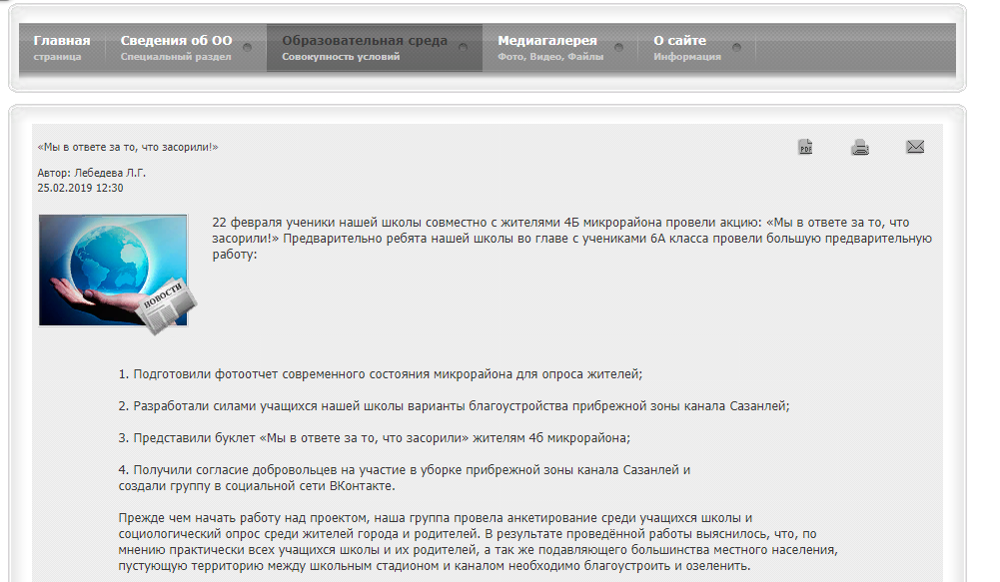 Главная
страница
Сведения об ОО
Специальный раздел
Образовательная среда
Совокупность условий
Медиагалерея
Фото, Видео, Файлы
О сайте
Информация
«Мы в ответе за то, что засорили!»
PDF
Автор: Лебедева Л.Г.
25.02.2019 12:30
НОВОСТИ
22 февраля ученики нашей школы совместно с жителями 4Б микрорайона провели акцию: «Мы в ответе за то, что
засорили!» Предварительно ребята нашей школы во главе с учениками 6А класса провели большую предварительную
работу:
1. Подготовили фотоотчет современного состояния микрорайона для опроса жителей;
2. Разработали силами учащихся нашей школы варианты благоустройства прибрежной зоны канала Сазанлей;
3. Представили буклет «Мы в ответе за то, что засорили» жителям 4б микрорайона;
4. Получили согласие добровольцев на участие в уборке прибрежной зоны канала Сазанлей и
создали группу в социальной сети ВКонтакте.
Прежде чем начать работу над проектом, наша группа провела анкетирование среди учащихся школы и
социологический опрос среди жителей города и родителей. В результате проведённой работы выяснилось, что, по
мнению практически всех учащихся школы и их родителей, а так же подавляющего большинства местного населения,
пустующую территорию между школьным стадионом и каналом необходимо благоустроить и озеленить.